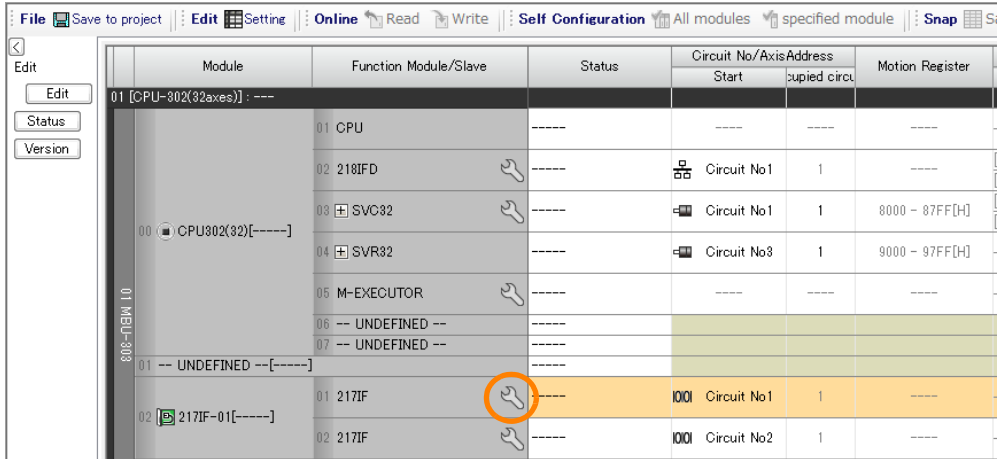 File Save to project Edit Setting Online Read Write Self Configuration All modules specified module Snap
Edit
Edit
Status
Version
Module Function Module/Slave Status Circuit No/AxisAddress Motion Register
Start cupied circu
01 [CPU-302(32axes)] : ---
01 MBU-303
00 CPU302(32)[-----]
01 CPU ----- ---- ---- ----
02 218IFD ----- Circuit No1 1 ----
03 SVC32 ----- Circuit No1 1 8000 - 87FF[H]
04 SVR32 ----- Circuit No3 1 9000 - 97FF[H]
05 M-EXECUTOR ----- ---- ---- ----
06 -- UNDEFINED -- -----
07 -- UNDEFINED -- -----
01 -- UNDEFINED --[-----] -----
02 217IF-01[-----]
01 217IF ----- Circuit No1 1 ----
02 217IF ----- Circuit No2 1 ----